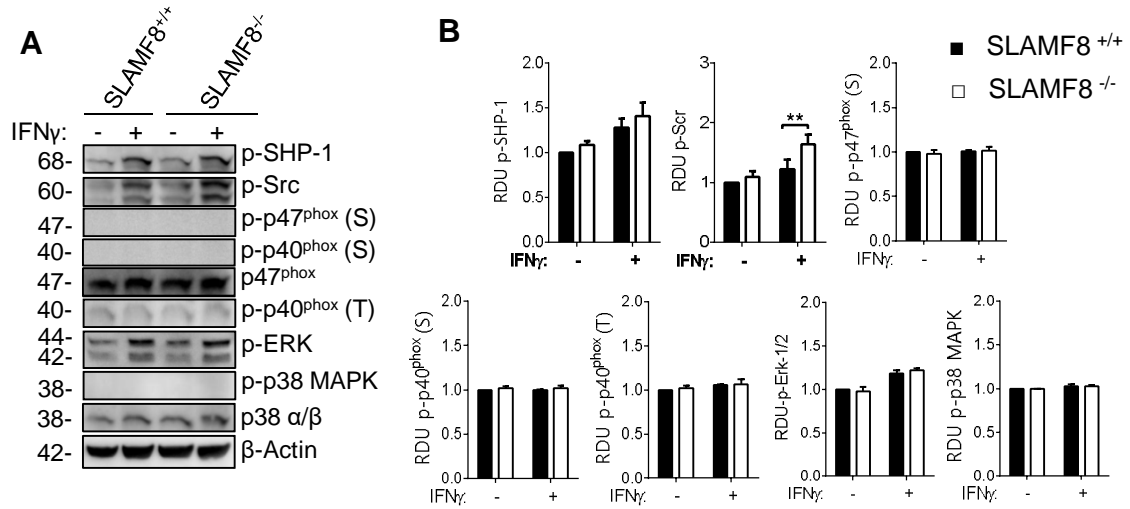 A
SLAMF8+/+
SLAMF8-/-
IFNγ: - + - +
68- p-SHP-1
60- p-Src
47- p-p47phox (S)
40- p-p40phox (S)
47- p47phox
40- p-p40phox (T)
44- p-ERK
42-
38- p-p38 MAPK
38- p38 α/β
42- β-Actin
B
■ SLAMF8 +/+
□ SLAMF8 -/-
RDU p-SHP-1
2.0
1.5
1.0
0.5
0.0
IFNγ: - +
RDU p-Scr
3
2
1
0
**
IFNγ: - +
RDU p-p47phox (S)
2.0
1.5
1.0
0.5
0.0
IFNγ: - +
RDU p-p40phox (S)
2.0
1.5
1.0
0.5
0.0
IFNγ: - +
RDU p-p40phox (T)
2.0
1.5
1.0
0.5
0.0
IFNγ: - +
RDU-p-Erk-1/2
2.0
1.5
1.0
0.5
0.0
IFNγ: - +
RDU p-p38 MAPK
2.0
1.5
1.0
0.5
0.0
IFNγ: - +